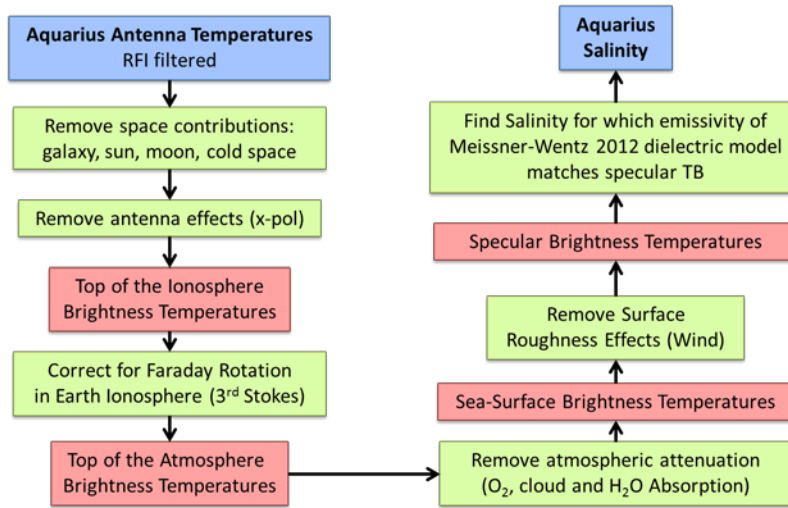 Aquarius Antenna Temperatures
RFI filtered
Remove space contributions:
galaxy, sun, moon, cold space
Remove antenna effects (x-pol)
Top of the Ionosphere
Brightness Temperatures
Correct for Faraday Rotation
in Earth Ionosphere (3rd Stokes)
Top of the Atmosphere
Brightness Temperatures
Remove atmospheric attenuation
(O₂, cloud and H₂O Absorption)
Sea-Surface Brightness Temperatures
Remove Surface
Roughness Effects (Wind)
Specular Brightness Temperatures
Find Salinity for which emissivity of
Meissner-Wentz 2012 dielectric model
matches specular TB
Aquarius
Salinity